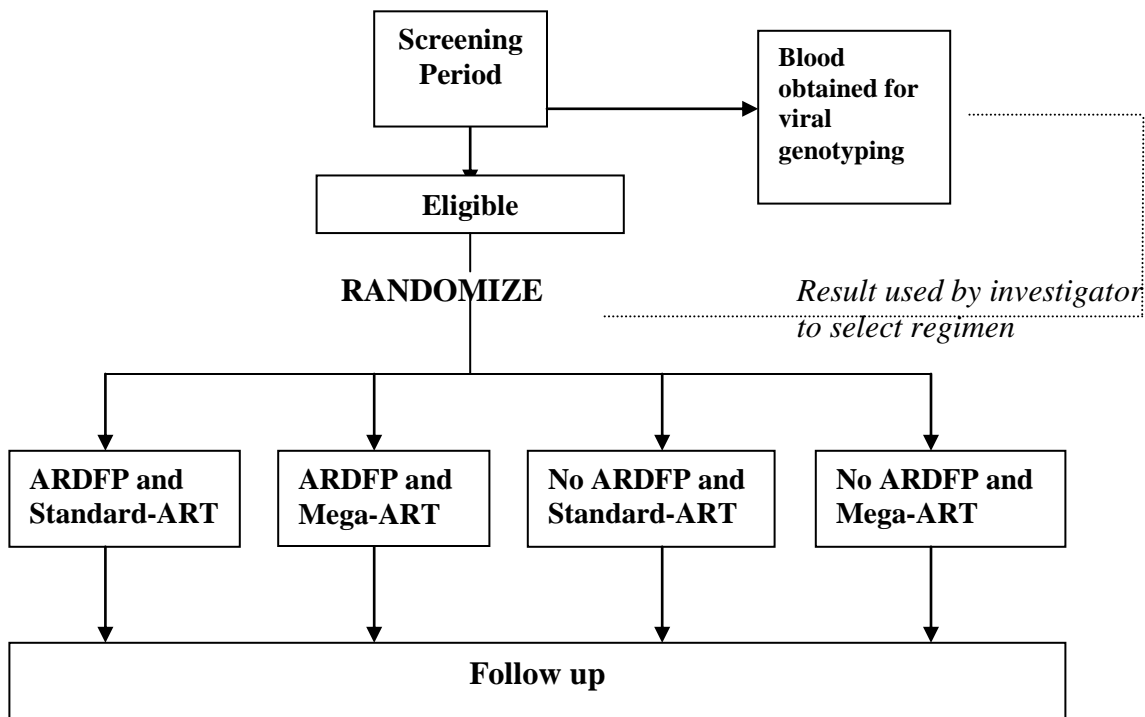 Screening
Period
Blood
obtained for
viral
genotyping
Eligible
RANDOMIZE
Result used by investigator
to select regimen
ARDFP and
Standard-ART
ARDFP and
Mega-ART
No ARDFP and
Standard-ART
No ARDFP and
Mega-ART
Follow up